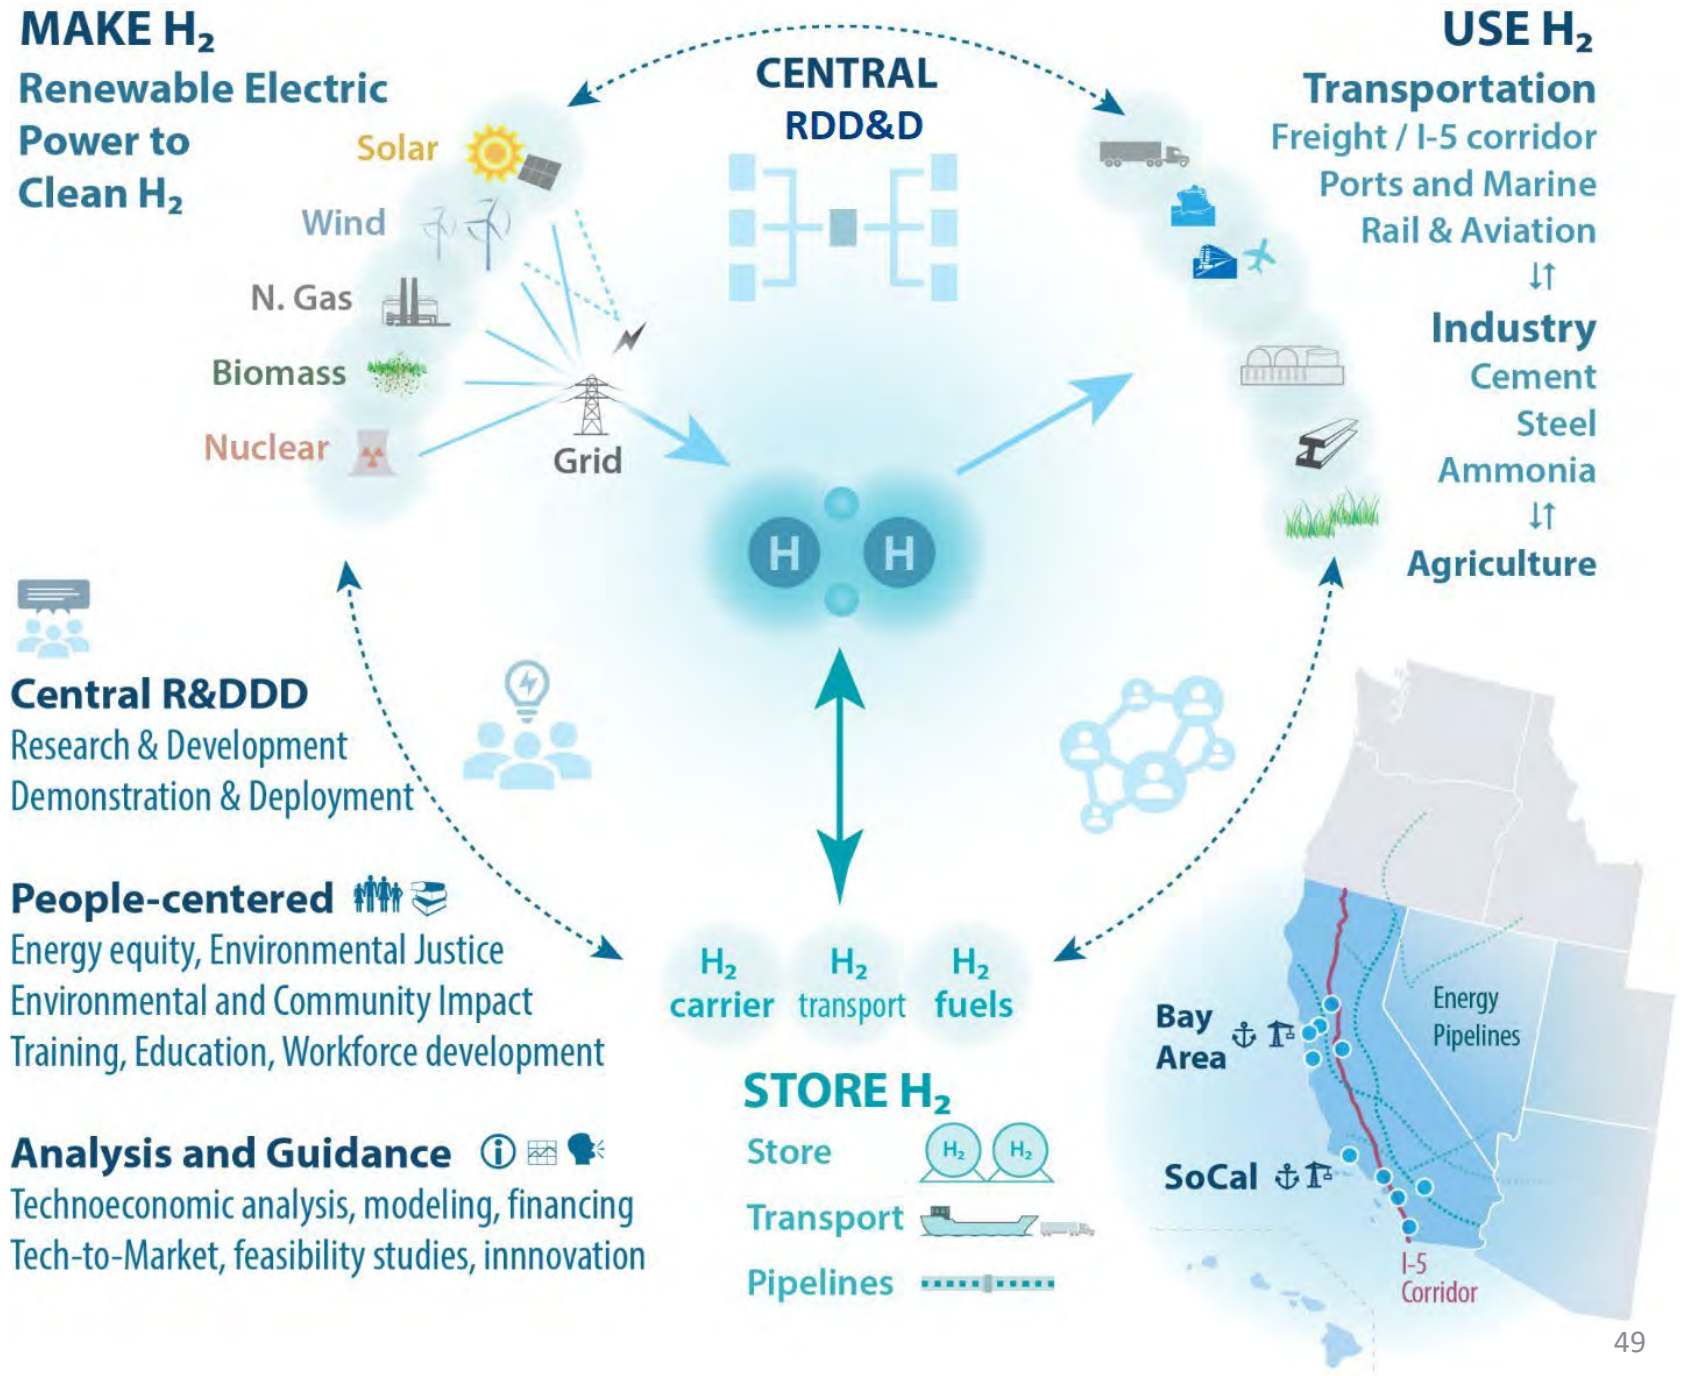 MAKE H₂
Renewable Electric
Power to
Clean H₂
Solar
Wind
N. Gas
Biomass
Nuclear
Grid
CENTRAL
RDD&D
USE H₂
Transportation
Freight / I-5 corridor
Ports and Marine
Rail & Aviation
↓↑
Industry
Cement
Steel
Ammonia
↓↑
Agriculture
H H
Central R&DDD
Research & Development
Demonstration & Deployment
People-centered
Energy equity, Environmental Justice
Environmental and Community Impact
Training, Education, Workforce development
Analysis and Guidance
Technoeconomic analysis, modeling, financing
Tech-to-Market, feasibility studies, innnovation
H₂
carrier
H₂
transport
H₂
fuels
STORE H₂
Store
H₂ H₂
Transport
Pipelines
Bay
Area
SoCal
Energy
Pipelines
I-5
Corridor
49